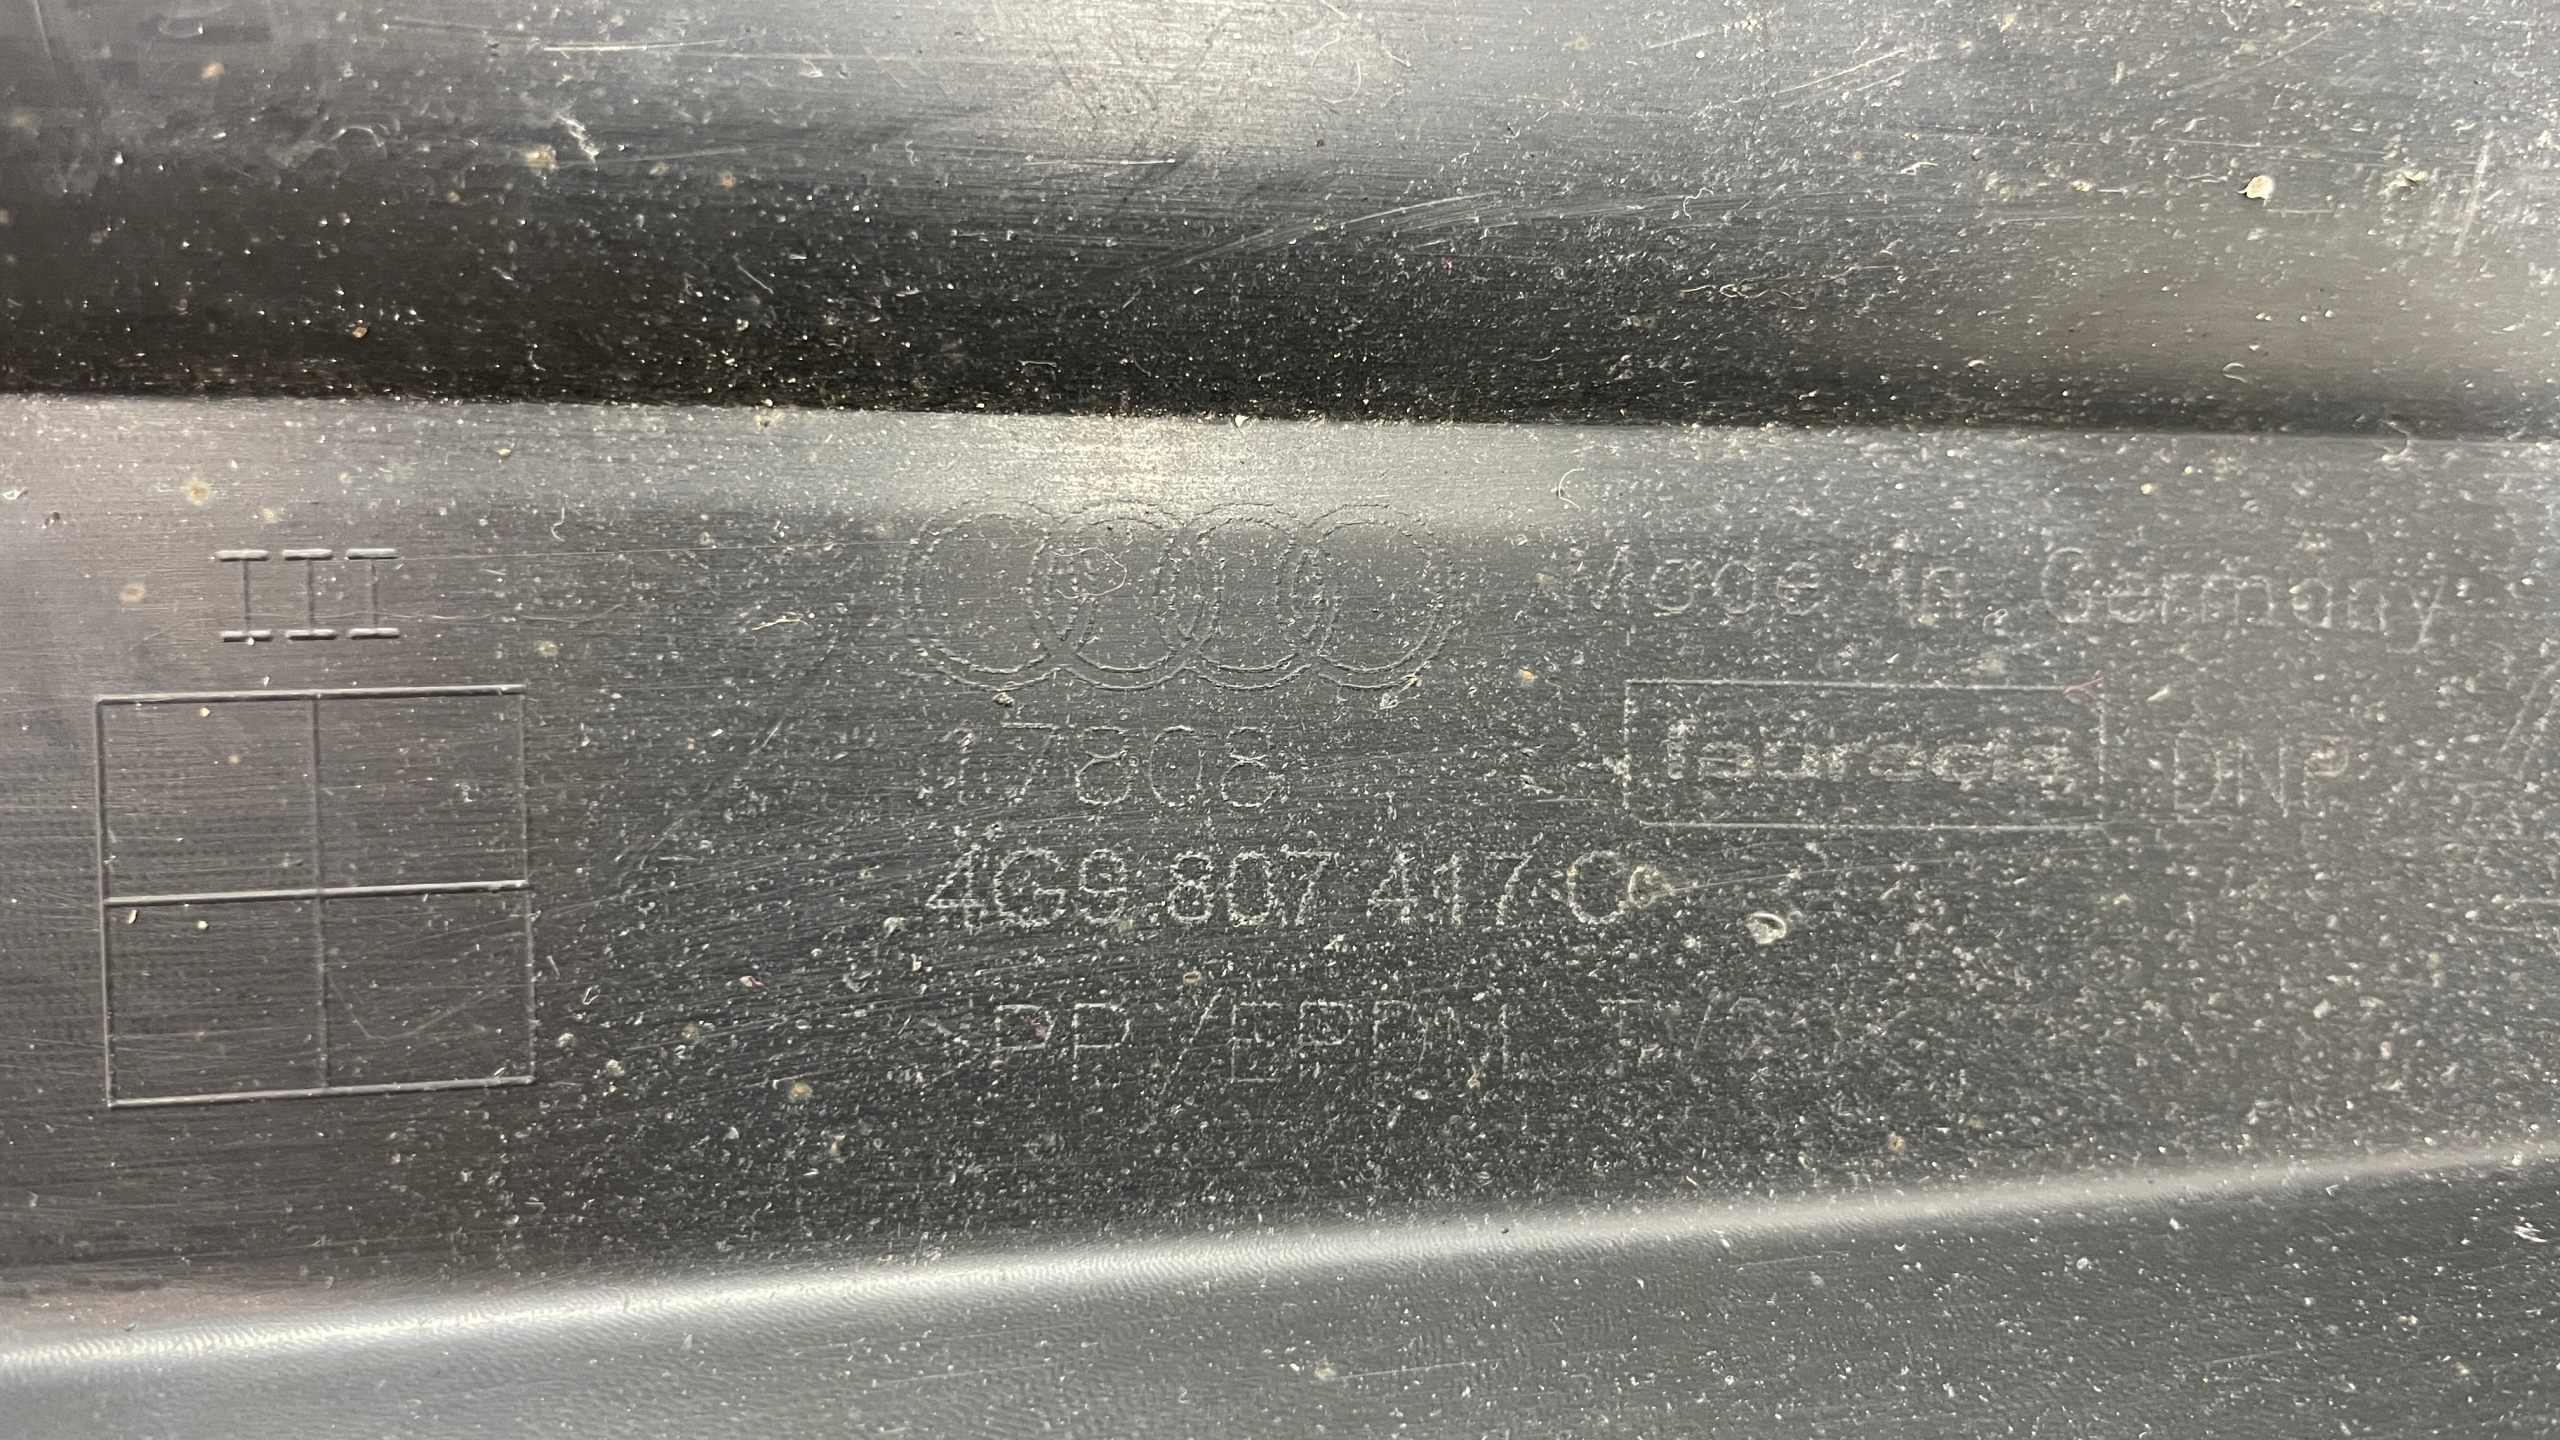 III
Made in Germany
17808
faurecia
DNP
4G9 807 417 C
PP/EPDM